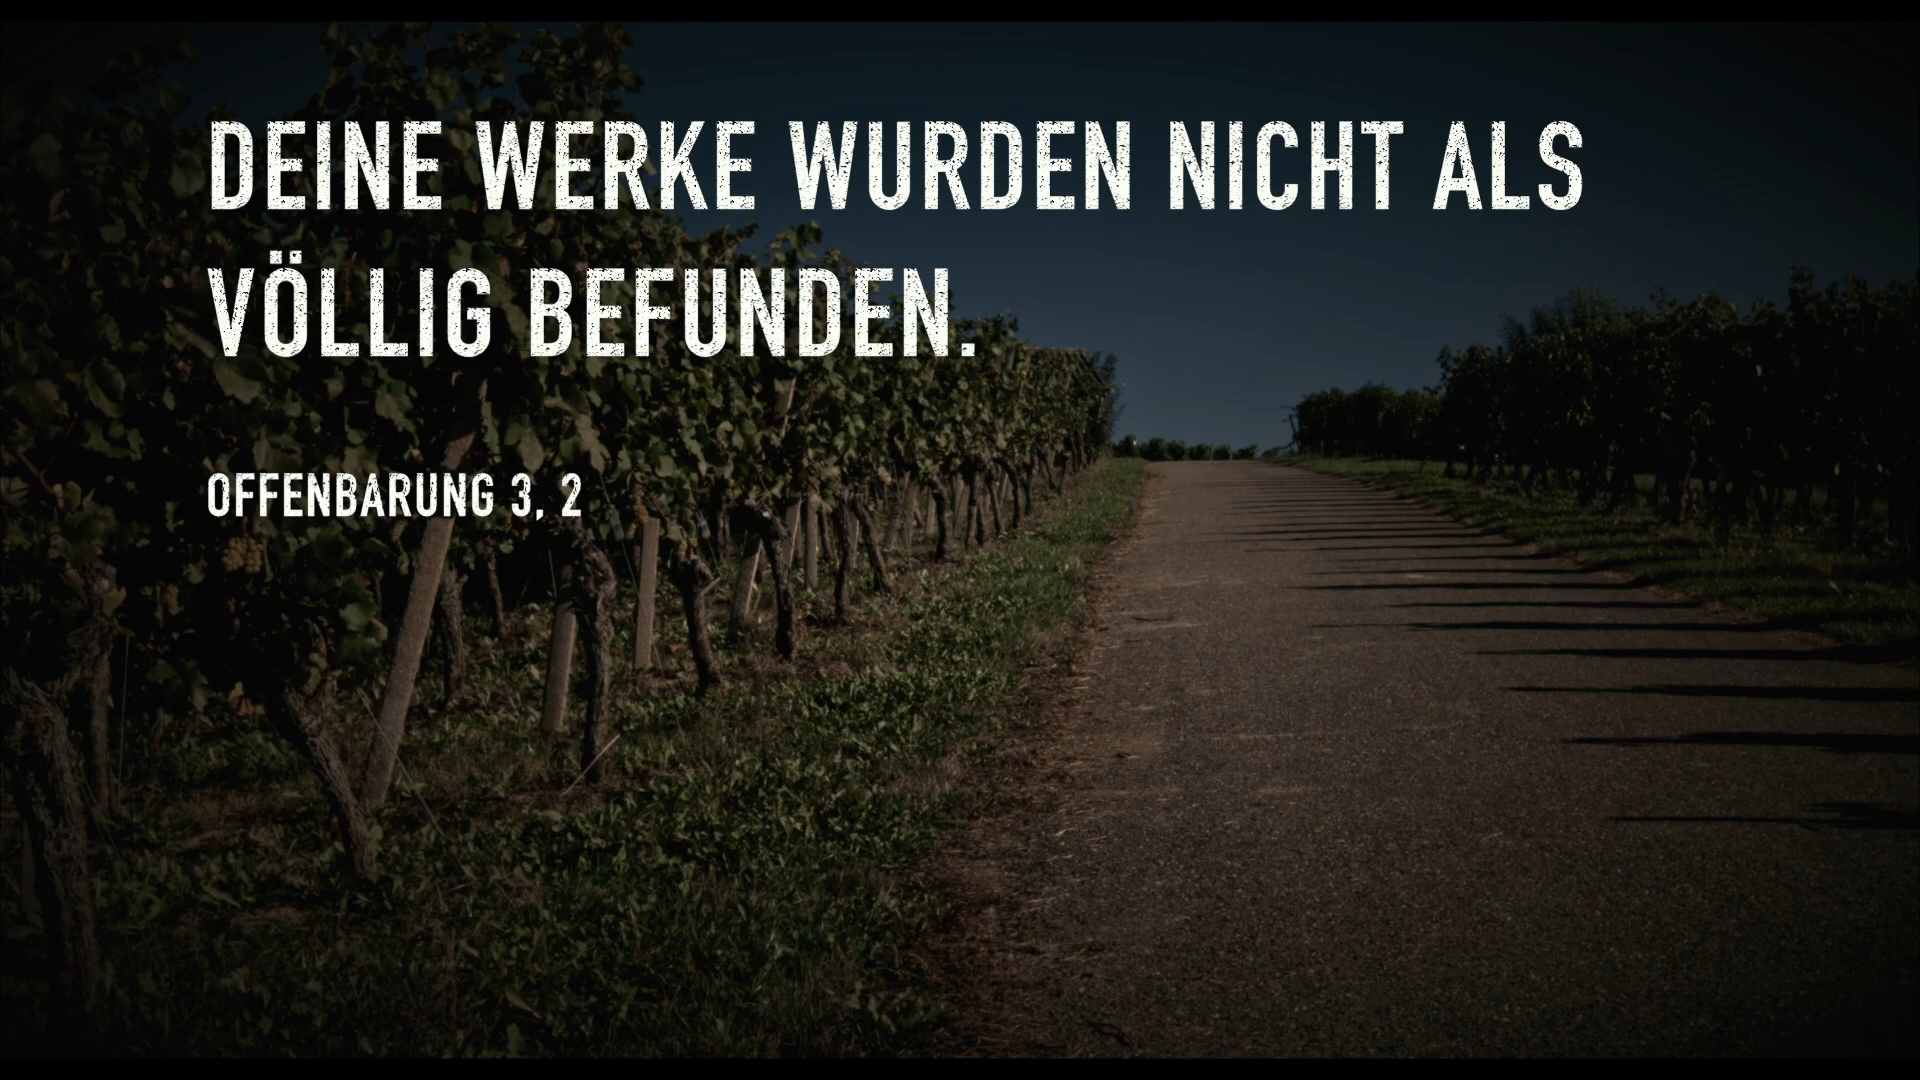 DEINE WERKE WURDEN NICHT ALS
VÖLLIG BEFUNDEN.
OFFENBARUNG 3, 2